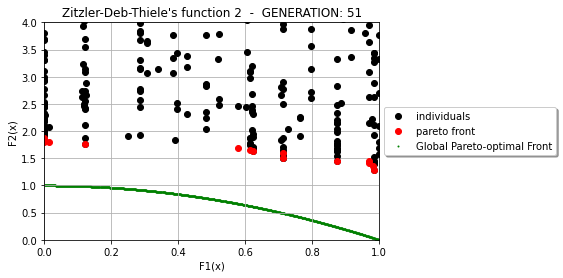 Zitzler-Deb-Thiele's function 2 - GENERATION: 51
4.0
3.5
3.0
2.5
2.0
1.5
1.0
0.5
0.0
F2(x)
0.0 0.2 0.4 0.6 0.8 1.0
F1(x)
individuals
pareto front
Global Pareto-optimal Front